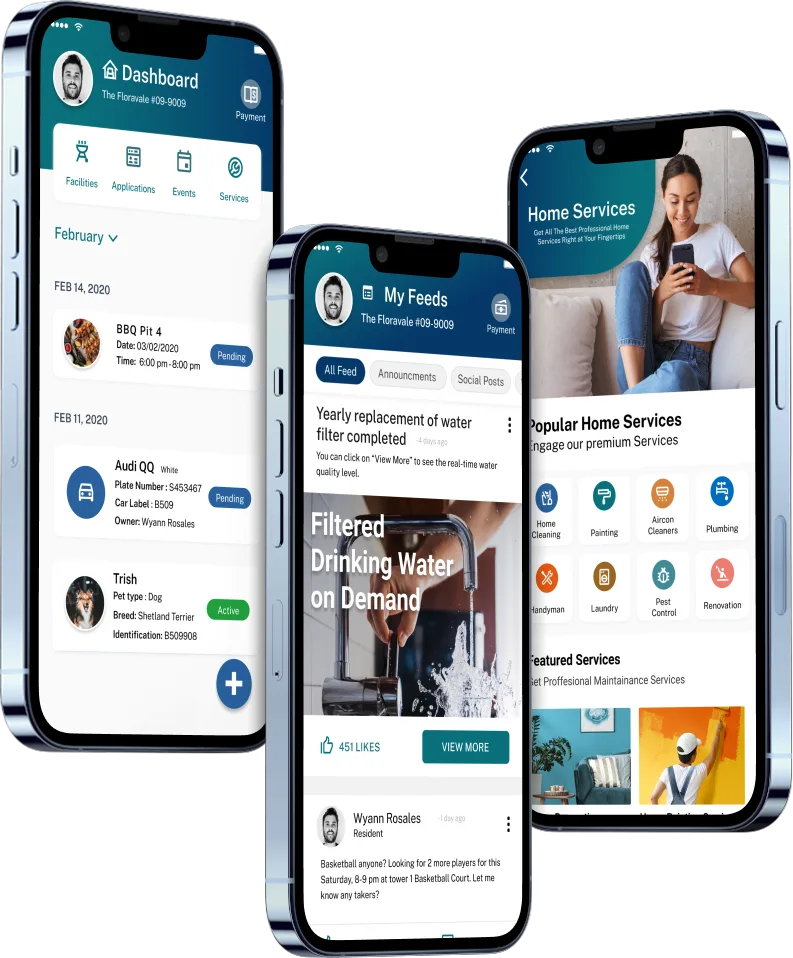 Dashboard
The Floravale #09-9009
Payment
Facilities
Applications
Events
Services
February
FEB 14, 2020
BBQ Pit 4
Date: 03/02/2020
Time: 6:00 pm - 8:00 pm
Pending
FEB 11, 2020
Audi QQ White
Plate Number : S453467
Car Label : B509
Owner: Wyann Rosales
Pending
Trish
Pet type : Dog
Breed: Shetland Terrier
Identification: B509908
Active
My Feeds
The Floravale #09-9009
Payment
All Feed
Announcments
Social Posts
Yearly replacement of water
filter completed -4 days ago
You can click on “View More” to see the real-time water
quality level.
Filtered
Drinking Water
on Demand
451 LIKES
VIEW MORE
Wyann Rosales -1 day ago
Resident
Basketball anyone? Looking for 2 more players for this
Saturday, 8-9 pm at tower 1 Basketball Court. Let me
know any takers?
Home Services
Get All The Best Professional Home
Services Right at Your Fingertips
Popular Home Services
Engage our premium Services
Home
Cleaning
Painting
Aircon
Cleaners
Plumbing
Handyman
Laundry
Pest
Control
Renovation
Featured Services
Get Proffesional Maintainance Services